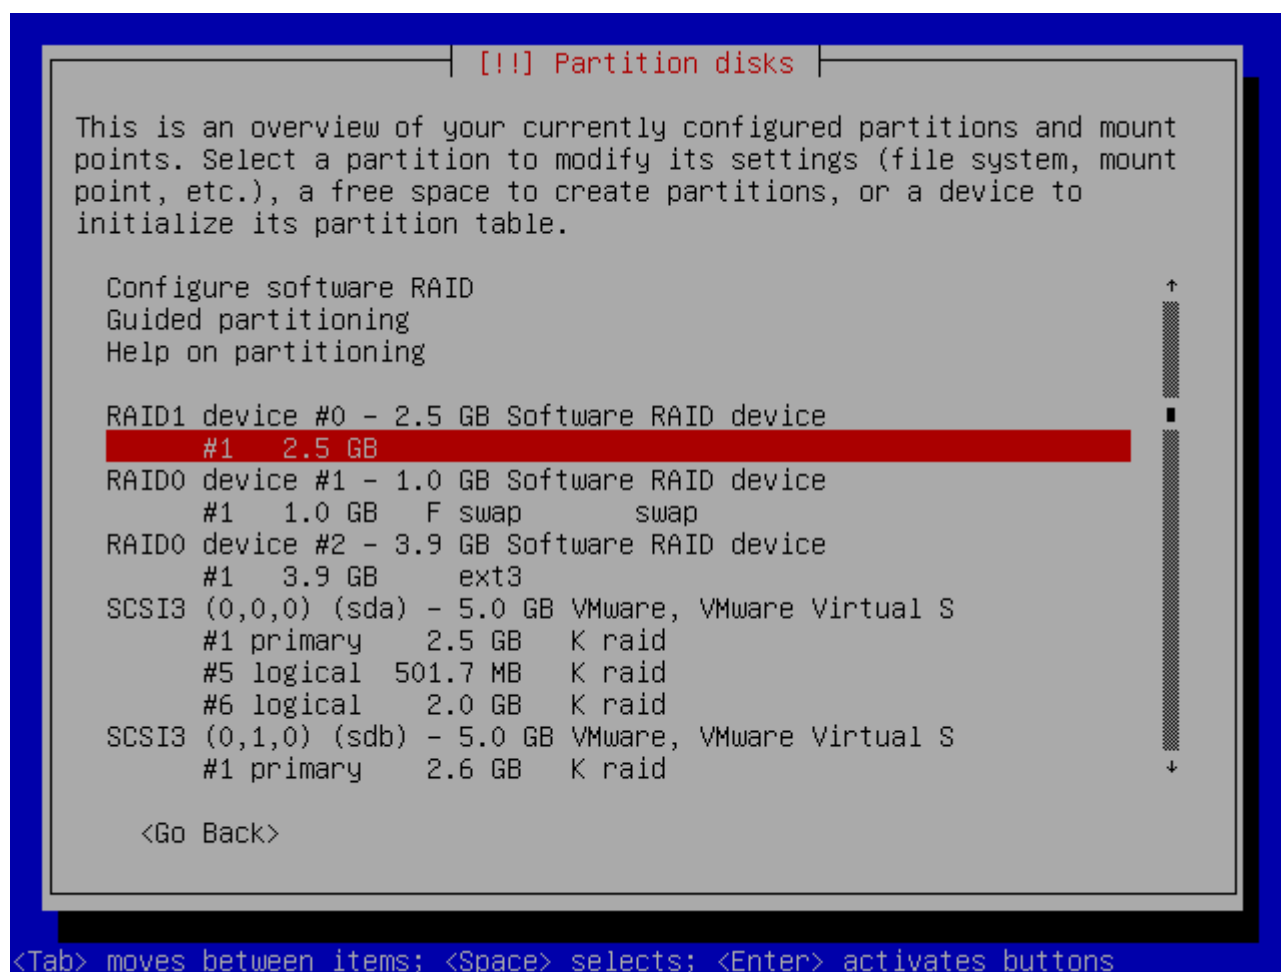 [!!] Partition disks
This is an overview of your currently configured partitions and mount
points. Select a partition to modify its settings (file system, mount
point, etc.), a free space to create partitions, or a device to
initialize its partition table.
Configure software RAID
Guided partitioning
Help on partitioning
RAID1 device #0 - 2.5 GB Software RAID device
#1 2.5 GB
RAID0 device #1 - 1.0 GB Software RAID device
#1 1.0 GB F swap swap
RAID0 device #2 - 3.9 GB Software RAID device
#1 3.9 GB ext3
SCSI3 (0,0,0) (sda) - 5.0 GB VMware, VMware Virtual S
#1 primary 2.5 GB K raid
#5 logical 501.7 MB K raid
#6 logical 2.0 GB K raid
SCSI3 (0,1,0) (sdb) - 5.0 GB VMware, VMware Virtual S
#1 primary 2.6 GB K raid
<Go Back>
<Tab> moves between items; <Space> selects; <Enter> activates buttons